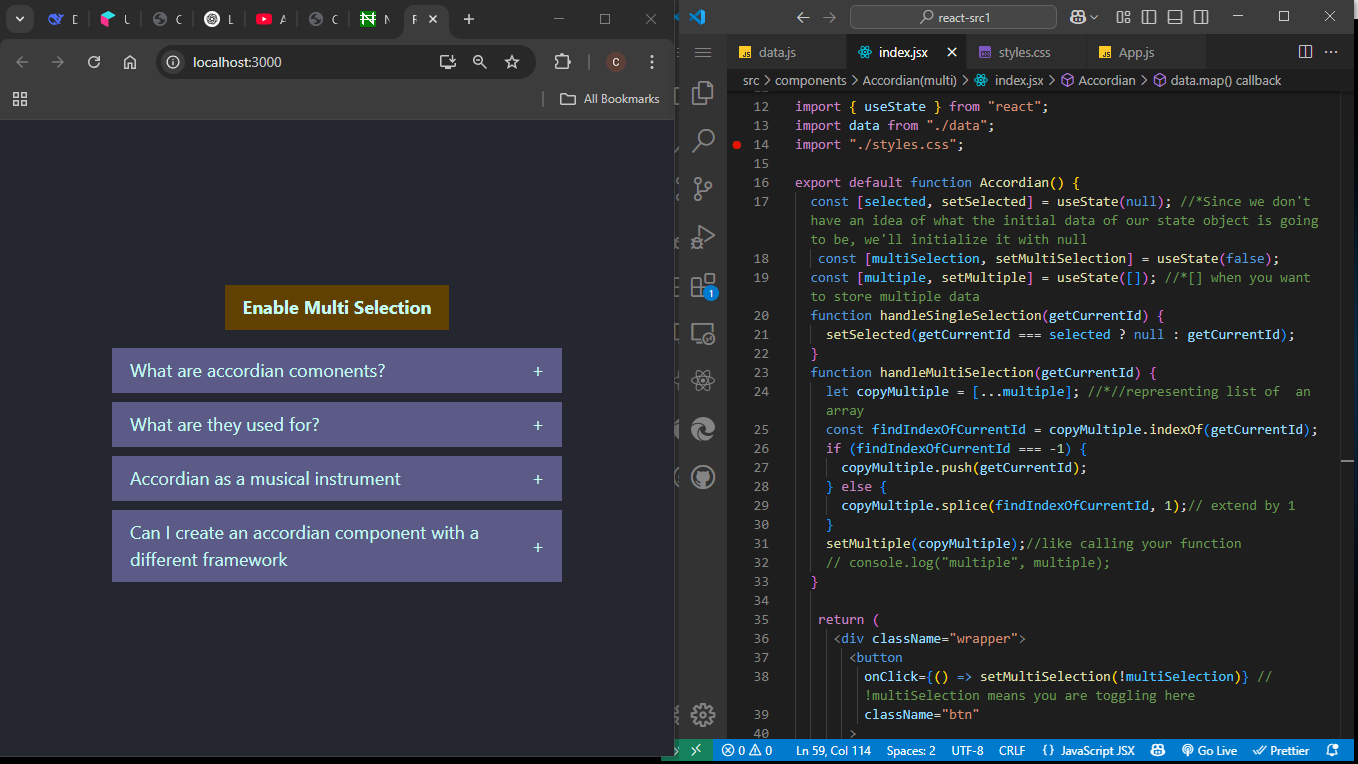 D
U
C
L
A
C
N
F
localhost:3000
C
All Bookmarks
Enable Multi Selection
What are accordian comonents? +
What are they used for? +
Accordian as a musical instrument +
Can I create an accordian component with a
different framework +
react-src1
data.js index.jsx styles.css App.js
src > components > Accordian(multi) > index.jsx > Accordian > data.map() callback
12 import { useState } from "react";
13 import data from "./data";
14 import "./styles.css";
15
16 export default function Accordian() {
17 const [selected, setSelected] = useState(null); //*Since we don't
have an idea of what the initial data of our state object is going
to be, we'll initialize it with null
18 const [multiSelection, setMultiSelection] = useState(false);
19 const [multiple, setMultiple] = useState([]); //*[] when you want
to store multiple data
20 function handleSingleSelection(getCurrentId) {
21 setSelected(getCurrentId === selected ? null : getCurrentId);
22 }
23 function handleMultiSelection(getCurrentId) {
24 let copyMultiple = [...multiple]; //*//representing list of  an
array
25 const findIndexOfCurrentId = copyMultiple.indexOf(getCurrentId);
26 if (findIndexOfCurrentId === -1) {
27 copyMultiple.push(getCurrentId);
28 } else {
29 copyMultiple.splice(findIndexOfCurrentId, 1);// extend by 1
30 }
31 setMultiple(copyMultiple);//like calling your function
32 // console.log("multiple", multiple);
33 }
34
35 return (
36 <div className="wrapper">
37 <button
38 onClick={() => setMultiSelection(!multiSelection)} //
!multiSelection means you are toggling here
39 className="btn"
40 >
1
0 0 Ln 59, Col 114 Spaces: 2 UTF-8 CRLF {} JavaScript JSX Go Live Prettier